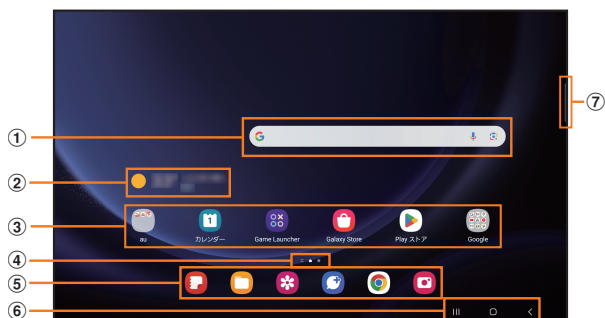 ①
②
③
④
⑤
⑥
⑦
au
カレンダー
Game Launcher
Galaxy Store
Play ストア
Google